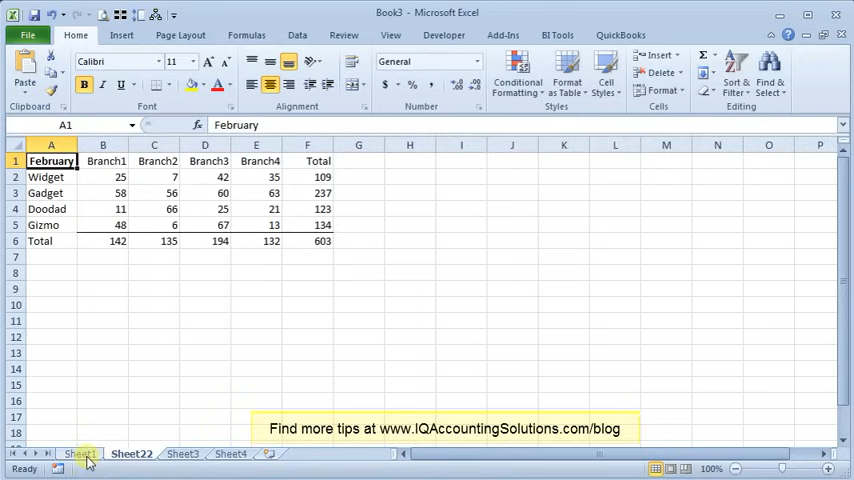 Book3 - Microsoft Excel
File Home Insert Page Layout Formulas Data Review View Developer Add-Ins BI Tools QuickBooks
Calibri 11 General Insert
Paste B I U $ % Conditional Formatting Format as Table Cell Styles Delete Format Sort & Filter Find & Select
Clipboard Font Alignment Number Styles Cells Editing
A1 fx February
A B C D E F G H I J K L M N O P
1 February Branch1 Branch2 Branch3 Branch4 Total
2 Widget 25 7 42 35 109
3 Gadget 58 56 60 63 237
4 Doodad 11 66 25 21 123
5 Gizmo 48 6 67 13 134
6 Total 142 135 194 132 603
7
8
9
10
11
12
13
14
15
16
17
18
Find more tips at www.IQAccountingSolutions.com/blog
Sheet1 Sheet22 Sheet3 Sheet4
Ready 100%